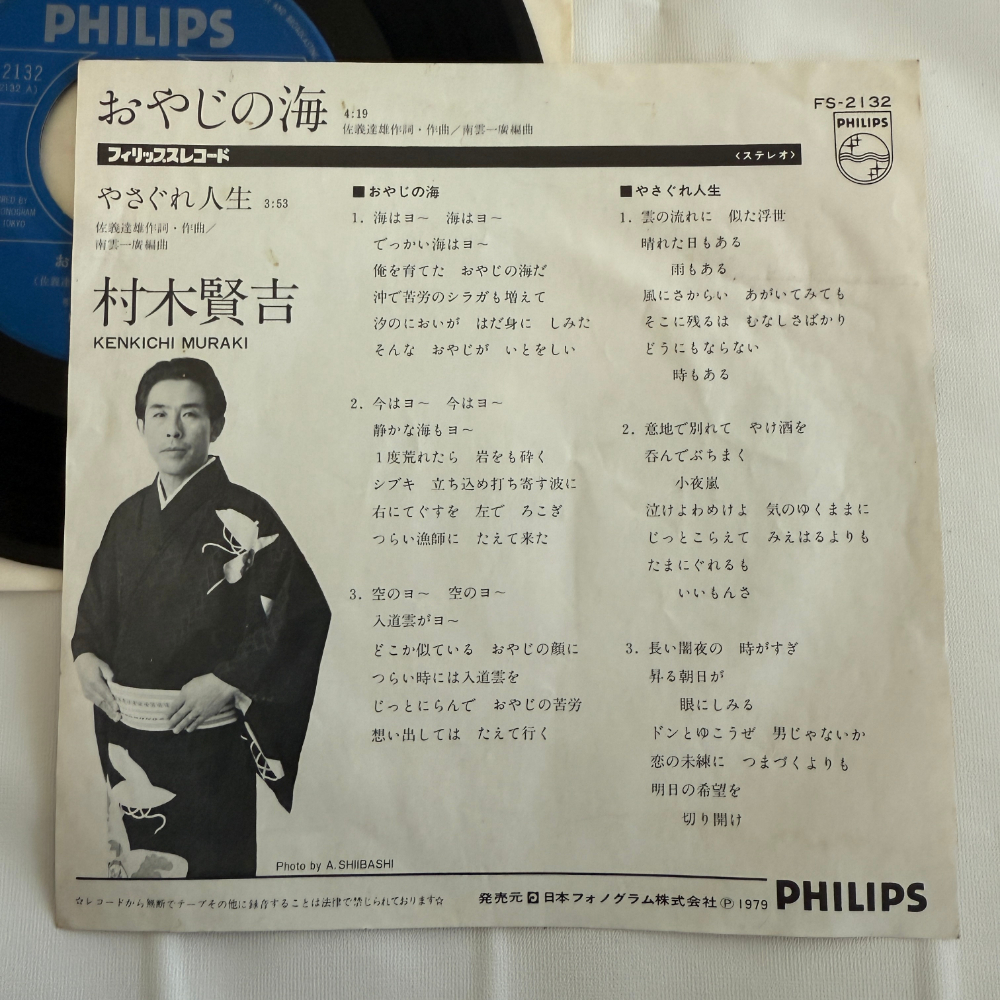 PHILIPS
2132
おやじの海 4:19
佐義達雄作詞・作曲／南雲一廣編曲
FS-2132
PHILIPS
フィリップスレコード
〈ステレオ〉
やさぐれ人生 3:53
佐義達雄作詞・作曲／
南雲一廣編曲
村木賢吉
KENKICHI MURAKI
■おやじの海
1. 海はヨ～ 海はヨ～
でっかい海はヨ～
俺を育てた おやじの海だ
沖で苦労のシラガも増えて
汐のにおいが はだ身に しみた
そんな おやじが いとをしい
2. 今はヨ～ 今はヨ～
静かな海もヨ～
１度荒れたら 岩をも砕く
シブキ 立ち込め打ち寄す波に
右にてぐすを 左で ろこぎ
つらい漁師に たえて来た
3. 空のヨ～ 空のヨ～
入道雲がヨ～
どこか似ている おやじの顔に
つらい時には入道雲を
じっとにらんで おやじの苦労
想い出しては たえて行く
■やさぐれ人生
1. 雲の流れに 似た浮世
晴れた日もある
雨もある
風にさからい あがいてみても
そこに残るは むなしさばかり
どうにもならない
時もある
2. 意地で別れて やけ酒を
呑んでぶちまく
小夜嵐
泣けよわめけよ 気のゆくままに
じっとこらえて みえはるよりも
たまにぐれるも
いいもんさ
3. 長い闇夜の 時がすぎ
昇る朝日が
眼にしみる
ドンとゆこうぜ 男じゃないか
恋の未練に つまづくよりも
明日の希望を
切り開け
Photo by A. SHIIBASHI
☆レコードから無断でテープその他に録音することは法律で禁じられております☆
発売元 日本フォノグラム株式会社 Ⓟ 1979
PHILIPS